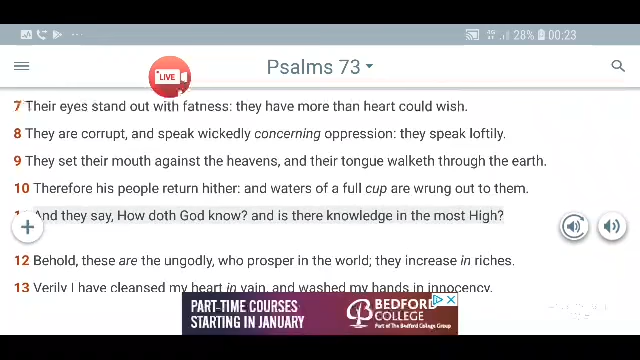 28% 00:23
LIVE
Psalms 73
7 Their eyes stand out with fatness: they have more than heart could wish.
8 They are corrupt, and speak wickedly concerning oppression: they speak loftily.
9 They set their mouth against the heavens, and their tongue walketh through the earth.
10 Therefore his people return hither: and waters of a full cup are wrung out to them.
And they say, How doth God know? and is there knowledge in the most High?
12 Behold, these are the ungodly, who prosper in the world; they increase in riches.
13 Verily I have cleansed my heart in vain, and washed my hands in innocency.
PART-TIME COURSES
STARTING IN JANUARY
BEDFORD
COLLEGE
Part of The Bedford College Group